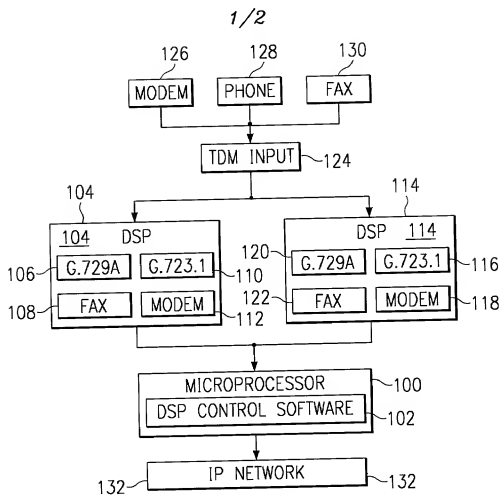 1/2
126 128 130
MODEM PHONE FAX
TDM INPUT 124
104 114
104 DSP DSP 114
106 G.729A G.723.1 110 120 G.729A G.723.1 116
108 FAX MODEM 112 122 FAX MODEM 118
MICROPROCESSOR 100
DSP CONTROL SOFTWARE 102
132 IP NETWORK 132